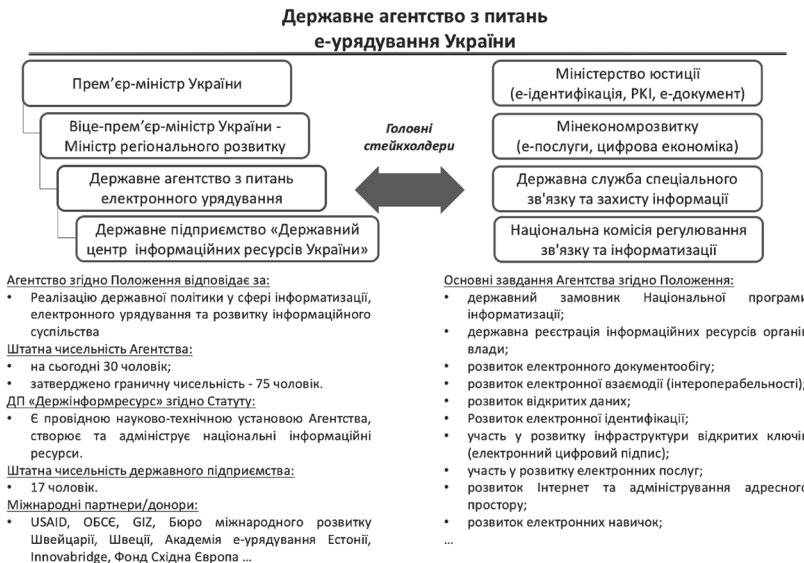 Державне агентство з питань
е-урядування України
Прем’єр-міністр України
Віце-прем’єр-міністр України -
Міністр регіонального розвитку
Державне агентство з питань
електронного урядування
Державне підприємство «Державний
центр інформаційних ресурсів України»
Головні
стейкхолдери
Міністерство юстиції
(е-ідентифікація, PKI, е-документ)
Мінекономрозвитку
(е-послуги, цифрова економіка)
Державна служба спеціального
зв'язку та захисту інформації
Національна комісія регулювання
зв'язку та інформатизації
Агентство згідно Положення відповідає за:
• Реалізацію державної політики у сфері інформатизації,
електронного урядування та розвитку інформаційного
суспільства
Штатна чисельність Агентства:
• на сьогодні 30 чоловік;
• затверджено граничну чисельність - 75 чоловік.
ДП «Держінформресурс» згідно Статуту:
• Є провідною науково-технічною установою Агентства,
створює та адмініструє національні інформаційні
ресурси.
Штатна чисельність державного підприємства:
• 17 чоловік.
Міжнародні партнери/донори:
• USAID, ОБСЄ, GIZ, Бюро міжнародного розвитку
Швейцарії, Швеції, Академія е-урядування Естонії,
Innovabridge, Фонд Східна Європа ...
Основні завдання Агентства згідно Положення:
• державний замовник Національної програми
інформатизації;
• державна реєстрація інформаційних ресурсів органів
влади;
• розвиток електронного документообігу;
• розвиток електронної взаємодії (інтероперабельності);
• розвиток відкритих даних;
• Розвиток електронної ідентифікації;
• участь у розвитку інфраструктури відкритих ключів
(електронний цифровий підпис);
• участь у розвитку електронних послуг;
• розвиток Інтернет та адміністрування адресного
простору;
• розвиток електронних навичок;
...